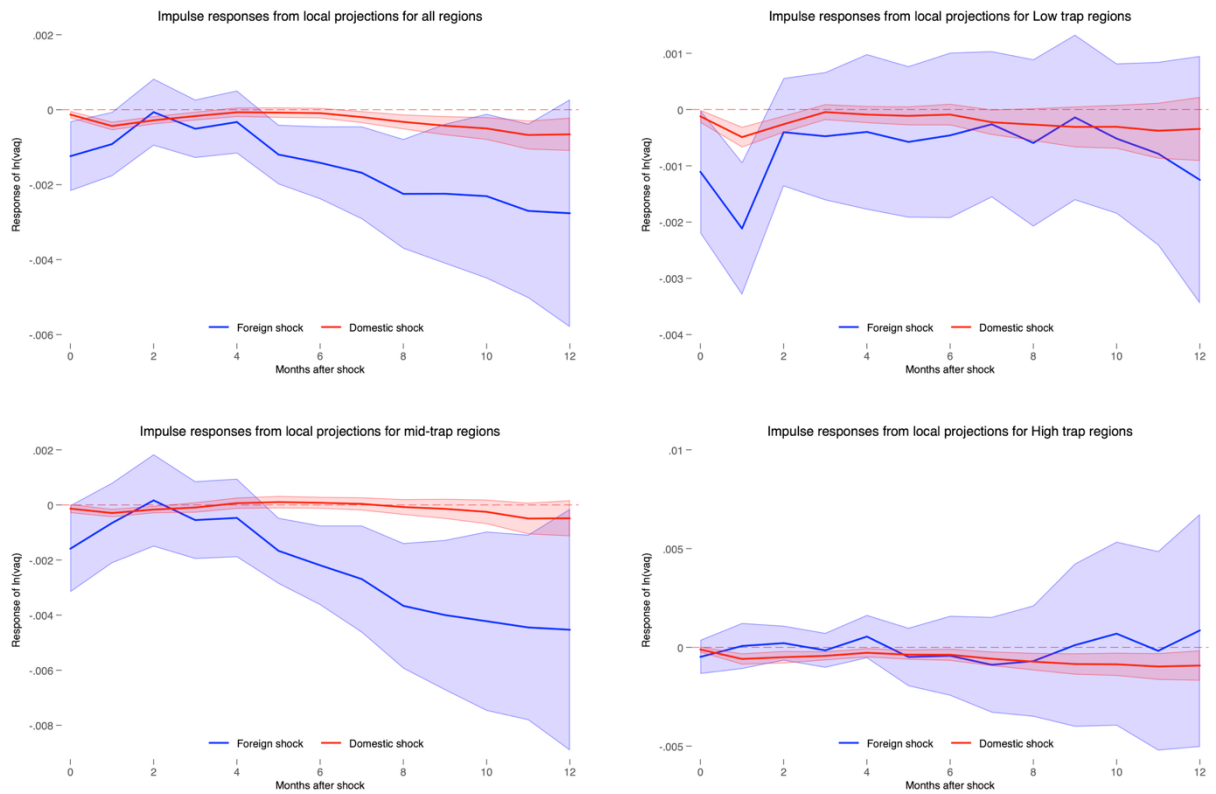 Impulse responses from local projections for all regions
Response of ln(vaq)
.002
0
-.002
-.004
-.006
Foreign shock Domestic shock
0 2 4 6 8 10 12
Months after shock
Impulse responses from local projections for Low trap regions
Response of ln(vaq)
.001
0
-.001
-.002
-.003
-.004
Foreign shock Domestic shock
0 2 4 6 8 10 12
Months after shock
Impulse responses from local projections for mid-trap regions
Response of ln(vaq)
.002
0
-.002
-.004
-.006
-.008
Foreign shock Domestic shock
0 2 4 6 8 10 12
Months after shock
Impulse responses from local projections for High trap regions
Response of ln(vaq)
.01
.005
0
-.005
Foreign shock Domestic shock
0 2 4 6 8 10 12
Months after shock